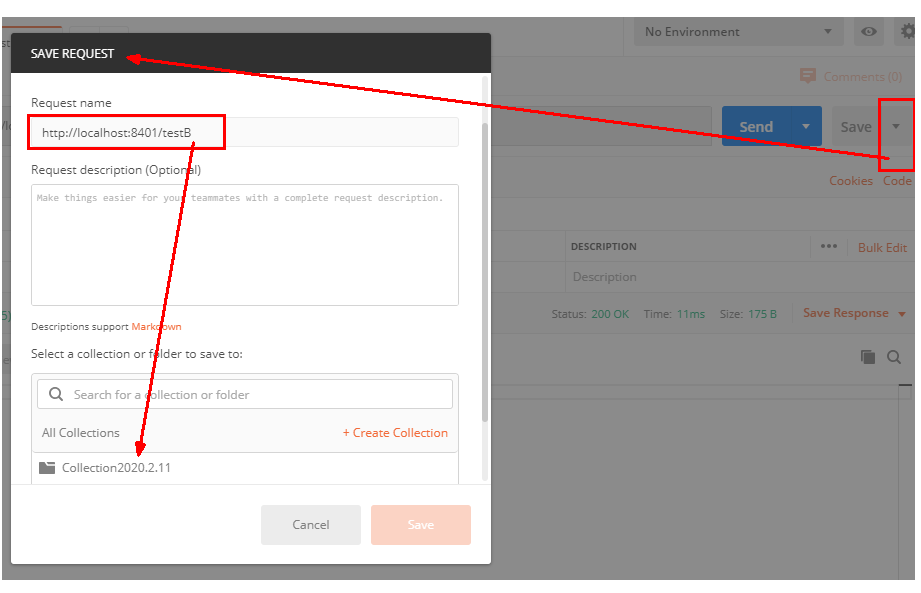 No Environment
SAVE REQUEST
Comments (0)
Request name
http://localhost:8401/testB
Send
Save
Request description (Optional)
Cookies Code
Make things easier for your teammates with a complete request description.
DESCRIPTION
••• Bulk Edit
Description
Status: 200 OK Time: 11ms Size: 175 B Save Response
Descriptions support Markdown
Select a collection or folder to save to:
Search for a collection or folder
All Collections
+ Create Collection
Collection2020.2.11
Cancel
Save